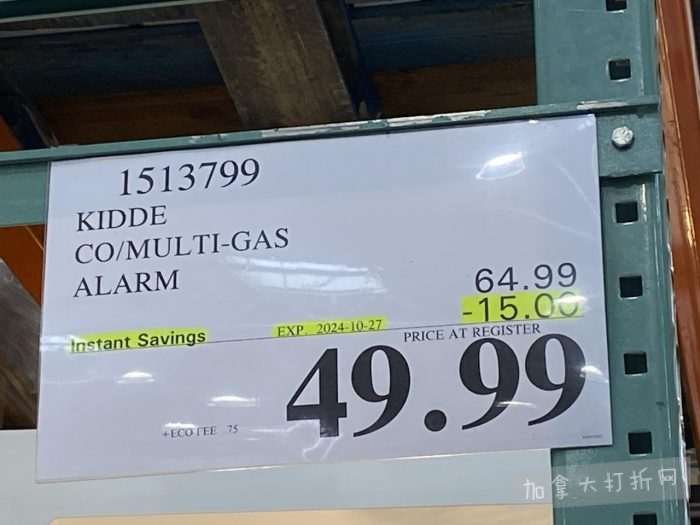 1513799
KIDDE
CO/MULTI-GAS
ALARM
64.99
-15.00
Instant Savings
EXP. 2024-10-27
PRICE AT REGISTER
49.99
+ECO FEE 75
加拿大打折网